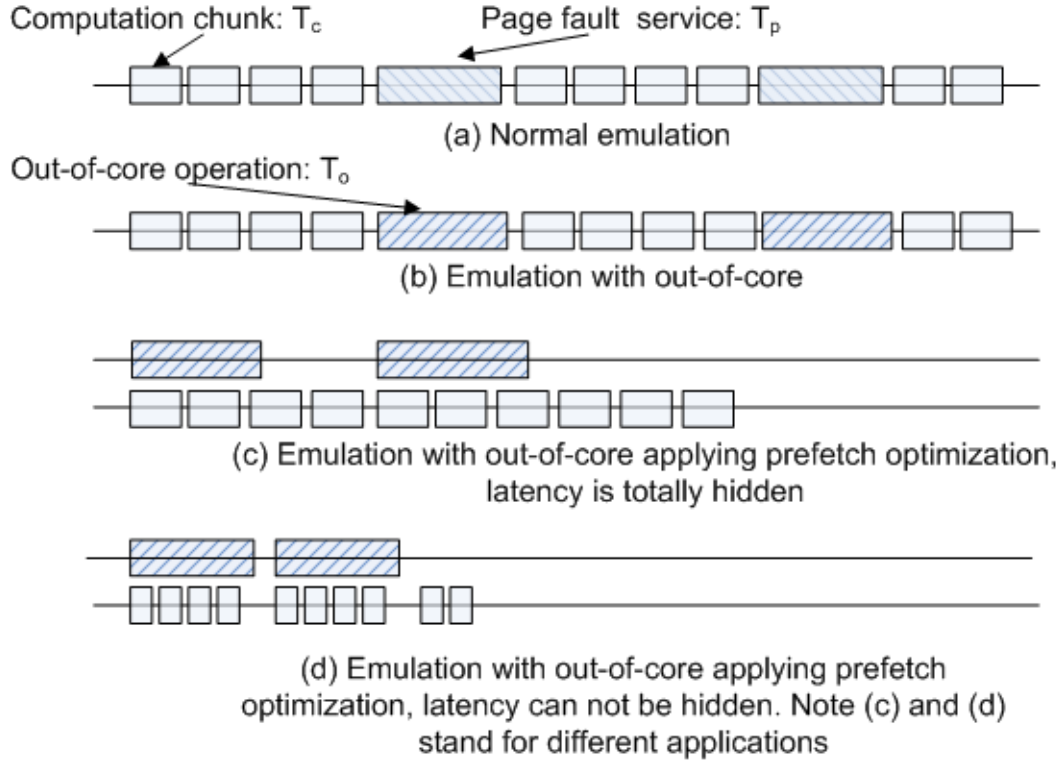 Computation chunk: Tc
Page fault service: Tp
(a) Normal emulation
Out-of-core operation: To
(b) Emulation with out-of-core
(c) Emulation with out-of-core applying prefetch optimization,
latency is totally hidden
(d) Emulation with out-of-core applying prefetch
optimization, latency can not be hidden. Note (c) and (d)
stand for different applications